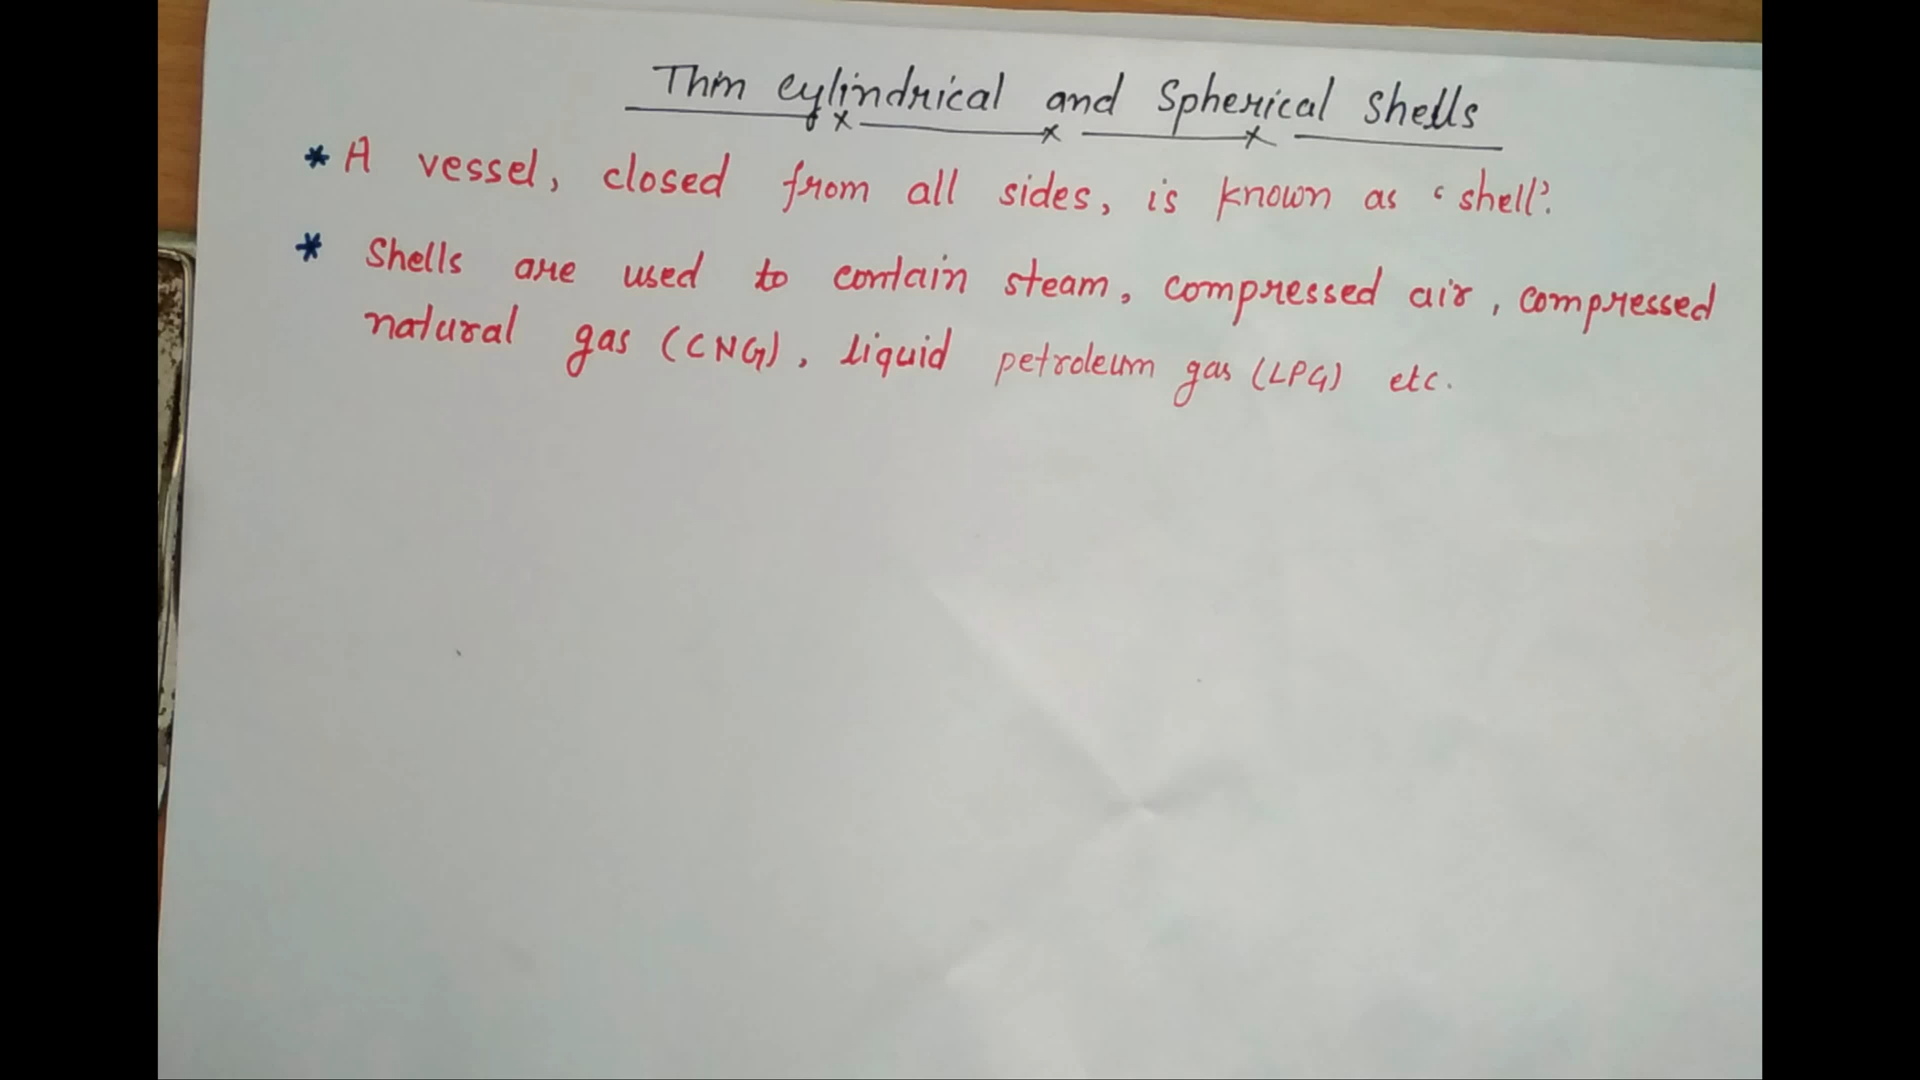 Thin cylindrical and Spherical Shells
* A vessel, closed from all sides, is known as 'shell'.
* Shells are used to contain steam, compressed air, compressed
natural gas (CNG), liquid petroleum gas (LPG) etc.